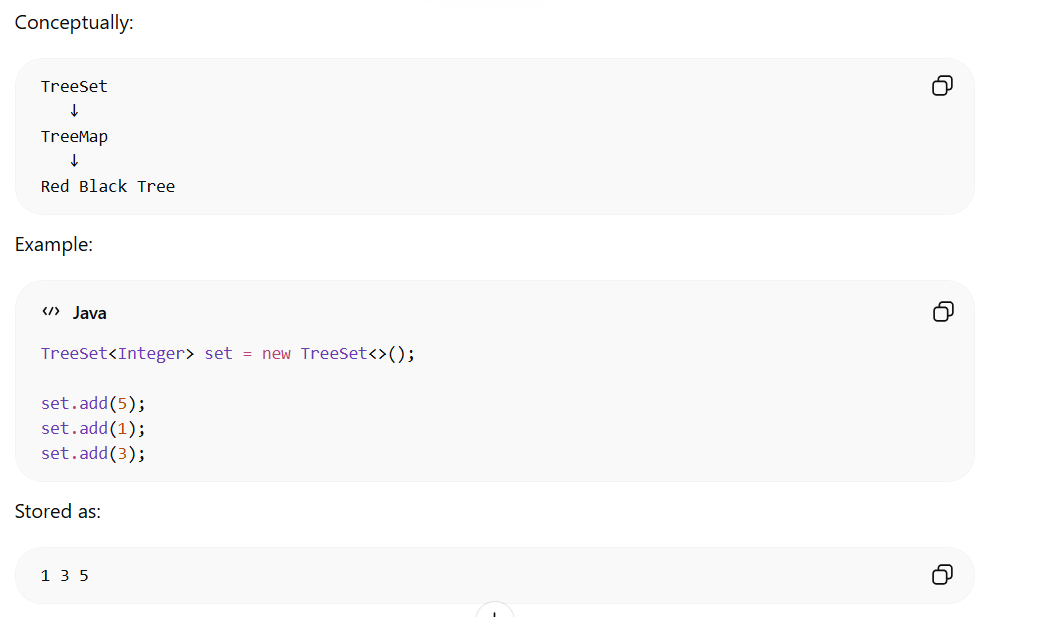 Conceptually:
TreeSet
↓
TreeMap
↓
Red Black Tree
Example:
</> Java
TreeSet<Integer> set = new TreeSet<>();
set.add(5);
set.add(1);
set.add(3);
Stored as:
1 3 5